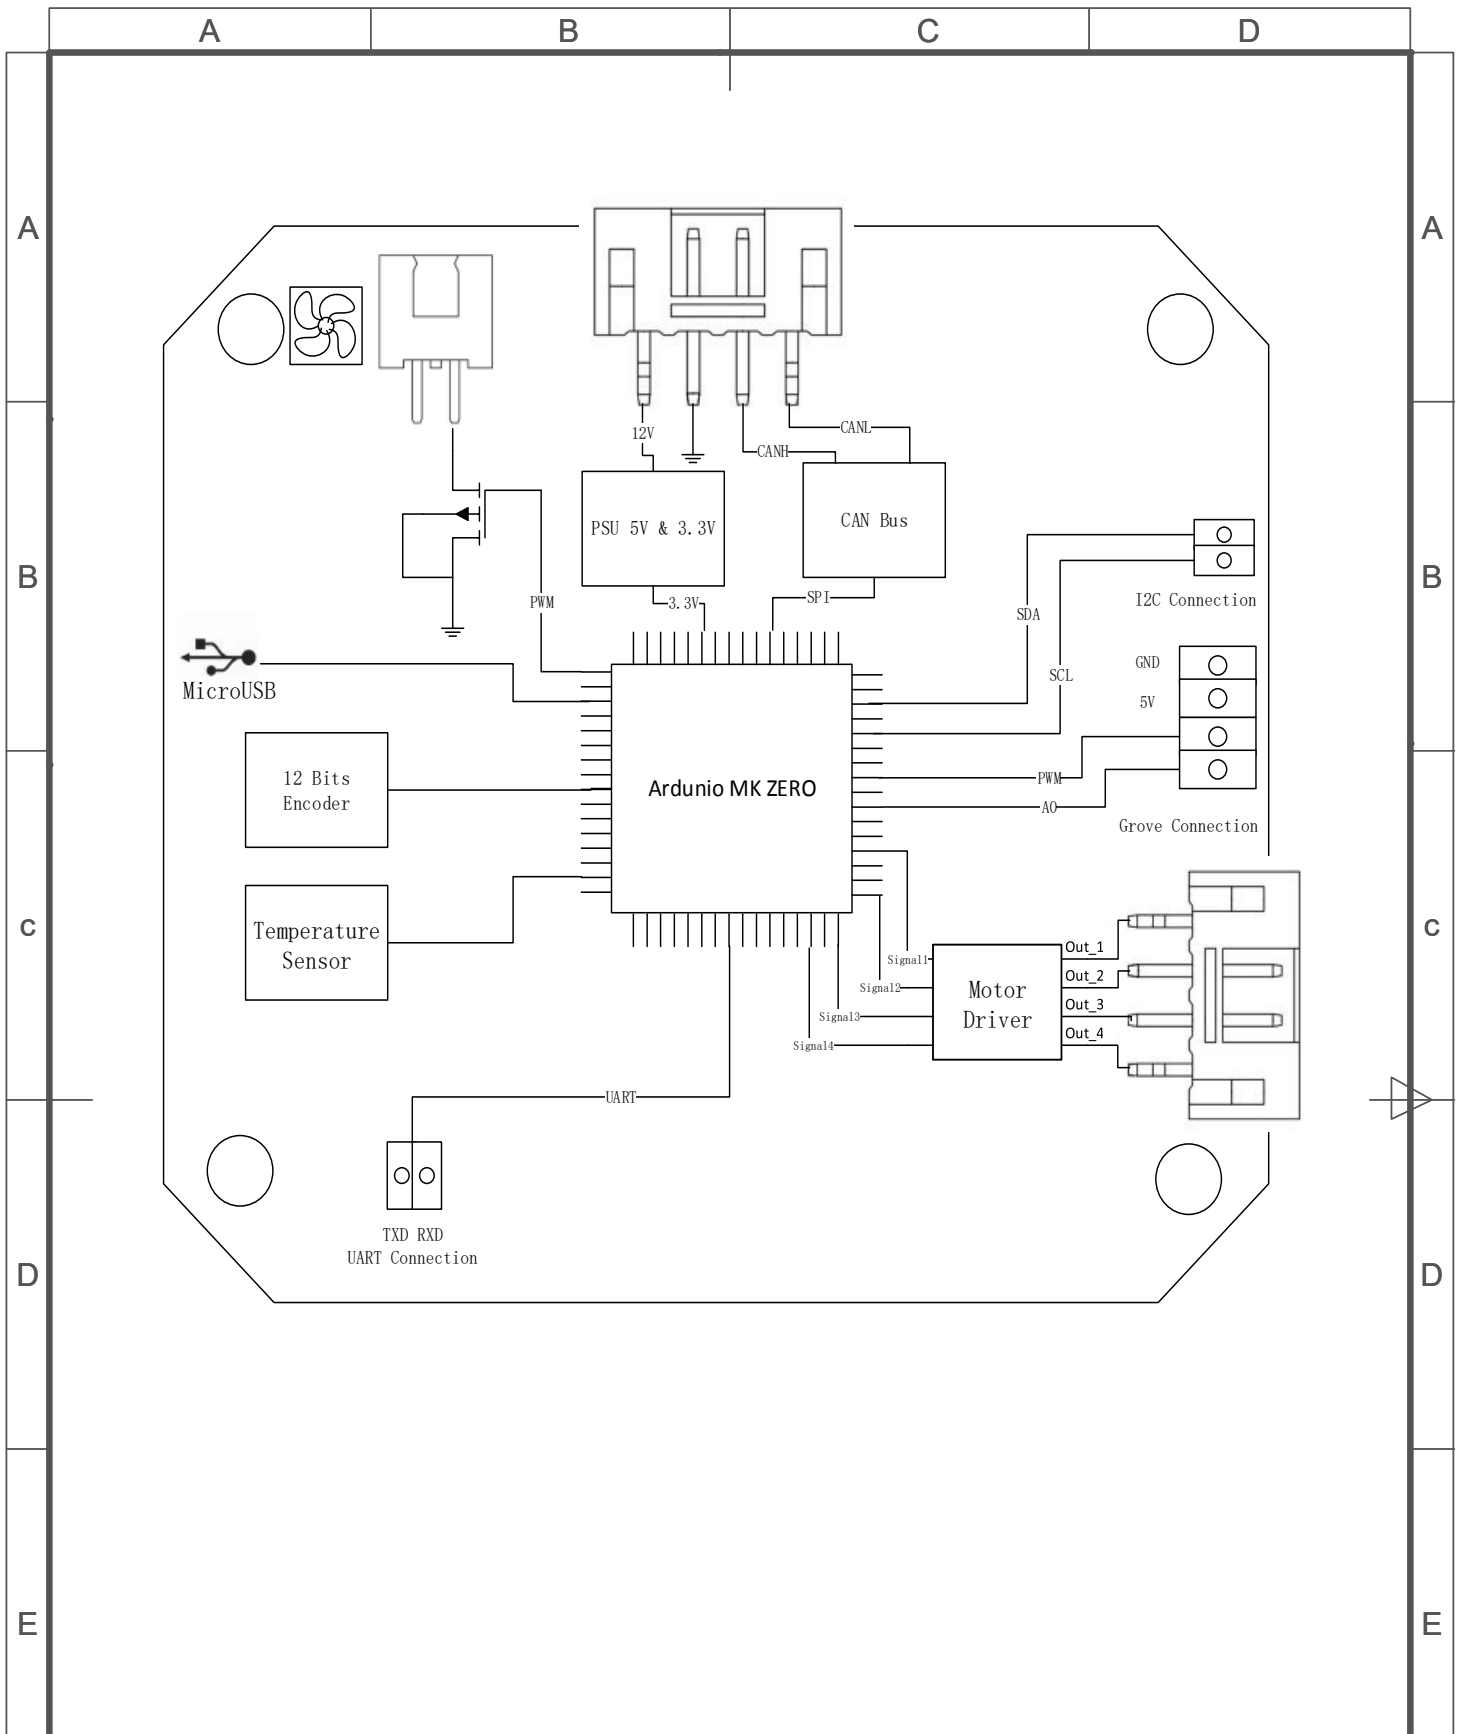 A B C D
A A
12V
CANL
CANH
PSU 5V & 3.3V
CAN Bus
B B
I2C Connection
PWM
3.3V
SPI
SDA
GND
SCL
MicroUSB
5V
12 Bits
Encoder
Ardunio MK ZERO
PWM
AO
Grove Connection
C C
Temperature
Sensor
Signal1
Out_1
Signal2
Out_2
Motor
Driver
Signal3
Out_3
Signal4
Out_4
UART
TXD RXD
UART Connection
D D
E E